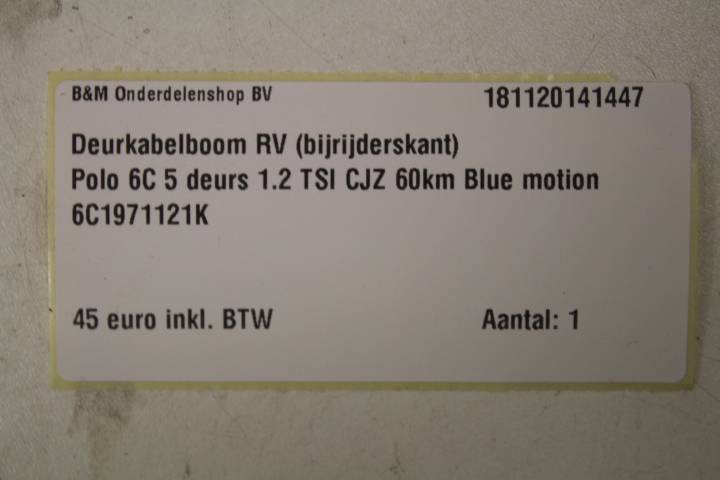 B&M Onderdelenshop BV 181120141447
Deurkabelboom RV (bijrijderskant)
Polo 6C 5 deurs 1.2 TSI CJZ 60km Blue motion
6C1971121K
45 euro inkl. BTW Aantal: 1